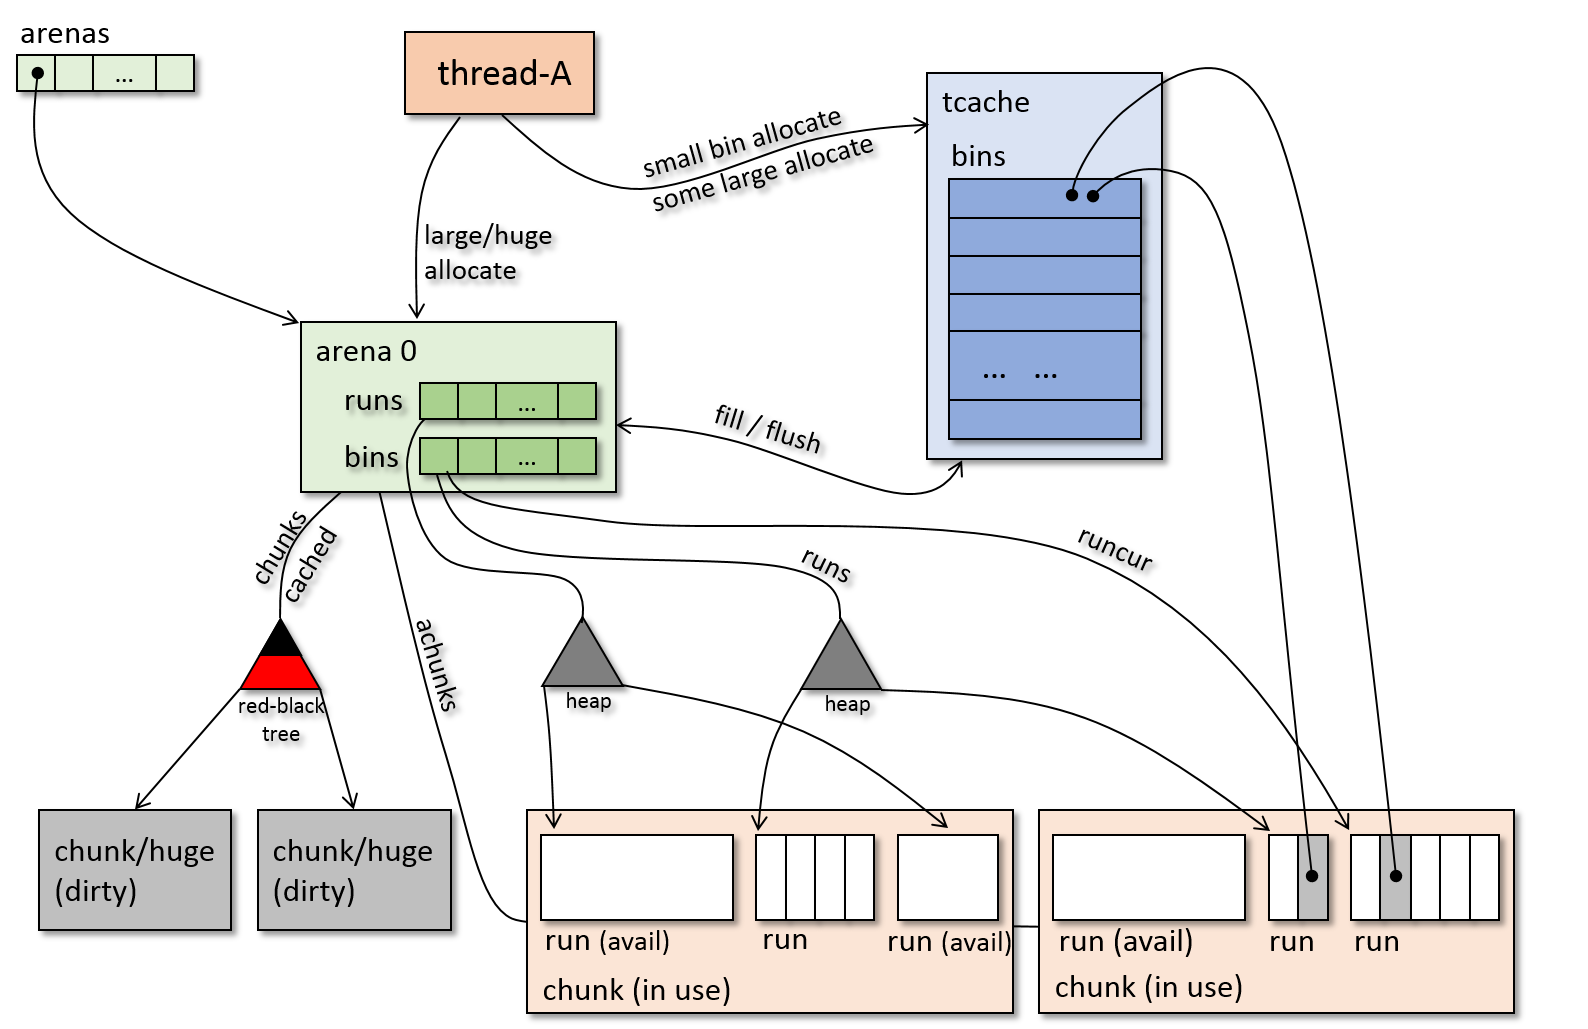 arenas
...
thread-A
tcache
bins
... ...
small bin allocate
some large allocate
large/huge
allocate
arena 0
runs
...
bins
...
fill / flush
chunks
cached
achunks
runs
runcur
red-black
tree
heap
heap
chunk/huge
(dirty)
chunk/huge
(dirty)
run (avail)
run
run (avail)
chunk (in use)
run (avail)
run
run
chunk (in use)